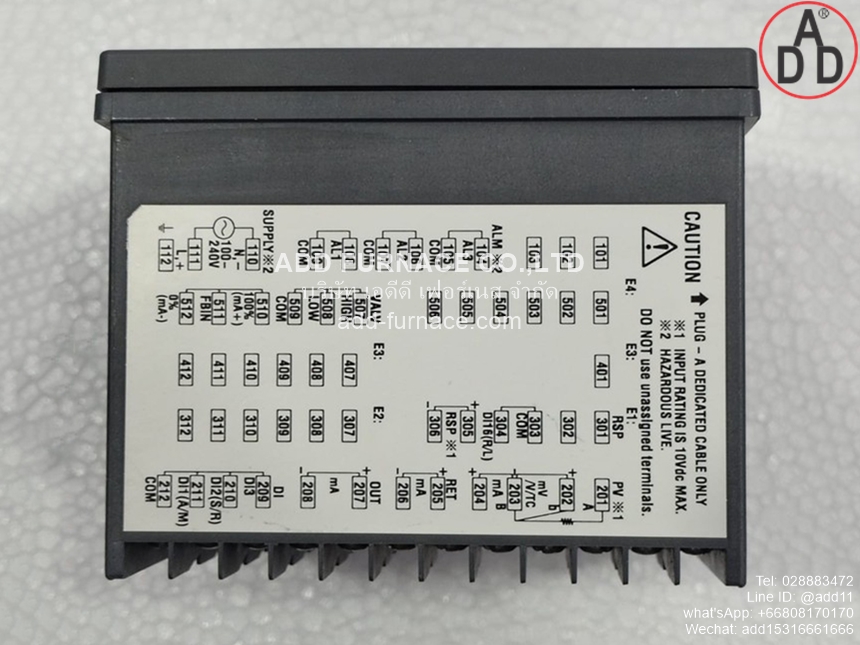 ADD®
CAUTION
PLUG - A DEDICATED CABLE ONLY
※1 INPUT RATING IS 10Vdc MAX.
※2 HAZARDOUS LIVE.
DO NOT use unassigned terminals.
E4:
E3:
E1:
101
102
103
501
502
503
504
505
506
401
RSP
301
302
303
COM
304
DI16(R/L)
+
305
RSP ※1
-
306
PV ※1
201
A
+
202
b
mV
/V/TC
-
203
B
mA
+
204
RET
+
205
mA
-
206
OUT
+
207
mA
-
208
DI
209
DI3
210
DI2(S/R)
211
DI1(A/M)
212
COM
ALM ※2
AL3
105
COM
AL2
106
COM
AL1
COM
SUPPLY ※2
110
N,-
100-
240V
111
L,+
112
VALV
507
HIGH
508
LOW
509
COM
510
100%
(mA+)
511
FBIN
512
0%
(mA-)
E3:
407
408
409
410
411
412
E2:
307
308
309
310
311
312
ADD FURNACE CO.,LTD
บริษัท เอดีดี เฟอร์เนส จำกัด
add-furnace.com
Tel: 028883472
Line ID: @add11
what'sApp: +66808170170
Wechat: add15316661666